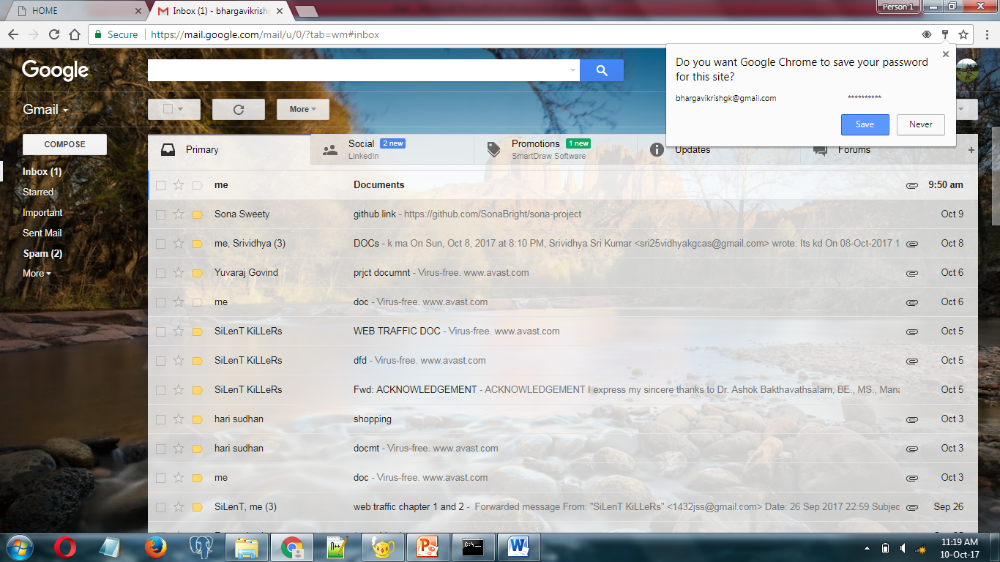 HOME
Inbox (1) - bhargavikrish
Person 1
Secure
https://mail.google.com/mail/u/0/?tab=wm#inbox
Do you want Google Chrome to save your password
for this site?
bhargavikrishgk@gmail.com **********
Save Never
Google
Gmail
More
COMPOSE
Inbox (1)
Starred
Important
Sent Mail
Spam (2)
More
Primary
Social 2 new
LinkedIn
Promotions 1 new
SmartDraw Software
Updates
Forums
+
me Documents 9:50 am
Sona Sweety github link - https://github.com/SonaBright/sona-project Oct 9
me, Srividhya (3) DOCs - k ma On Sun, Oct 8, 2017 at 8:10 PM, Srividhya Sri Kumar <sri25vidhyakgcas@gmail.com> wrote: Its kd On 08-Oct-2017 1 Oct 8
Yuvaraj Govind prjct documnt - Virus-free. www.avast.com Oct 6
me doc - Virus-free. www.avast.com Oct 6
SiLenT KiLLeRs WEB TRAFFIC DOC - Virus-free. www.avast.com Oct 5
SiLenT KiLLeRs dfd - Virus-free. www.avast.com Oct 5
SiLenT KiLLeRs Fwd: ACKNOWLEDGEMENT - ACKNOWLEDGEMENT I express my sincere thanks to Dr. Ashok Bakthavathsalam, BE., MS., Mana Oct 5
hari sudhan shopping Oct 3
hari sudhan docmt - Virus-free. www.avast.com Oct 3
me doc - Virus-free. www.avast.com Oct 3
SiLenT, me (3) web traffic chapter 1 and 2 - Forwarded message From: "SiLenT KiLLeRs" <1432jss@gmail.com> Date: 26 Sep 2017 22:59 Subjec Sep 26
11:19 AM
10-Oct-17